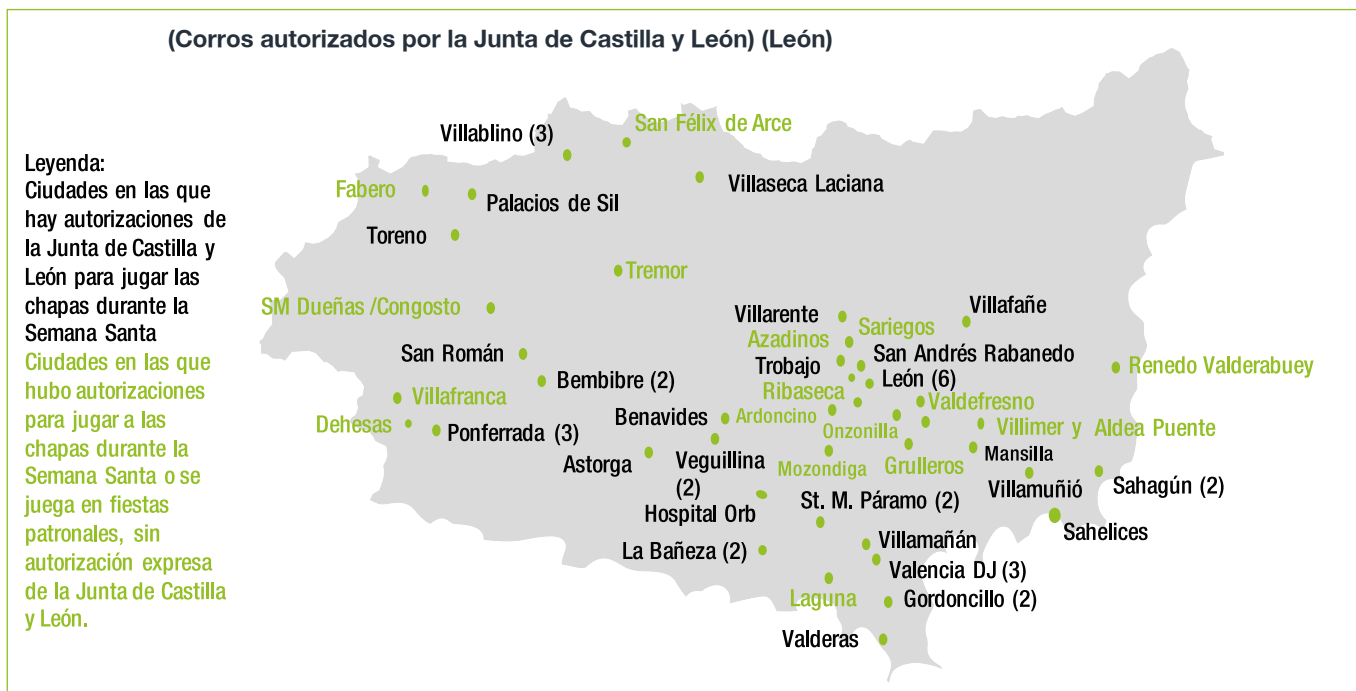 (Corros autorizados por la Junta de Castilla y León) (León)
Leyenda:
Ciudades en las que
hay autorizaciones de
la Junta de Castilla y
León para jugar las
chapas durante la
Semana Santa
Ciudades en las que
hubo autorizaciones
para jugar a las
chapas durante la
Semana Santa o se
juega en fiestas
patronales, sin
autorización expresa
de la Junta de Castilla
y León.
San Félix de Arce
Villablino (3)
Villaseca Laciana
Fabero
Palacios de Sil
Toreno
Tremor
SM Dueñas /Congosto
Villarente
Villafañe
Sariegos
Azadinos
San Román
San Andrés Rabanedo
Trobajo
Renedo Valderabuey
Bembibre (2)
León (6)
Ribaseca
Villafranca
Valdefresno
Dehesas
Ponferrada (3)
Benavides
Ardoncino
Onzonilla
Villimer y Aldea Puente
Astorga
Veguillina
(2)
Mozondiga
Grulleros
Mansilla
Villamuñió
Sahagún (2)
Hospital Orb
St. M. Páramo (2)
Sahelices
La Bañeza (2)
Villamañán
Valencia DJ (3)
Laguna
Gordoncillo (2)
Valderas